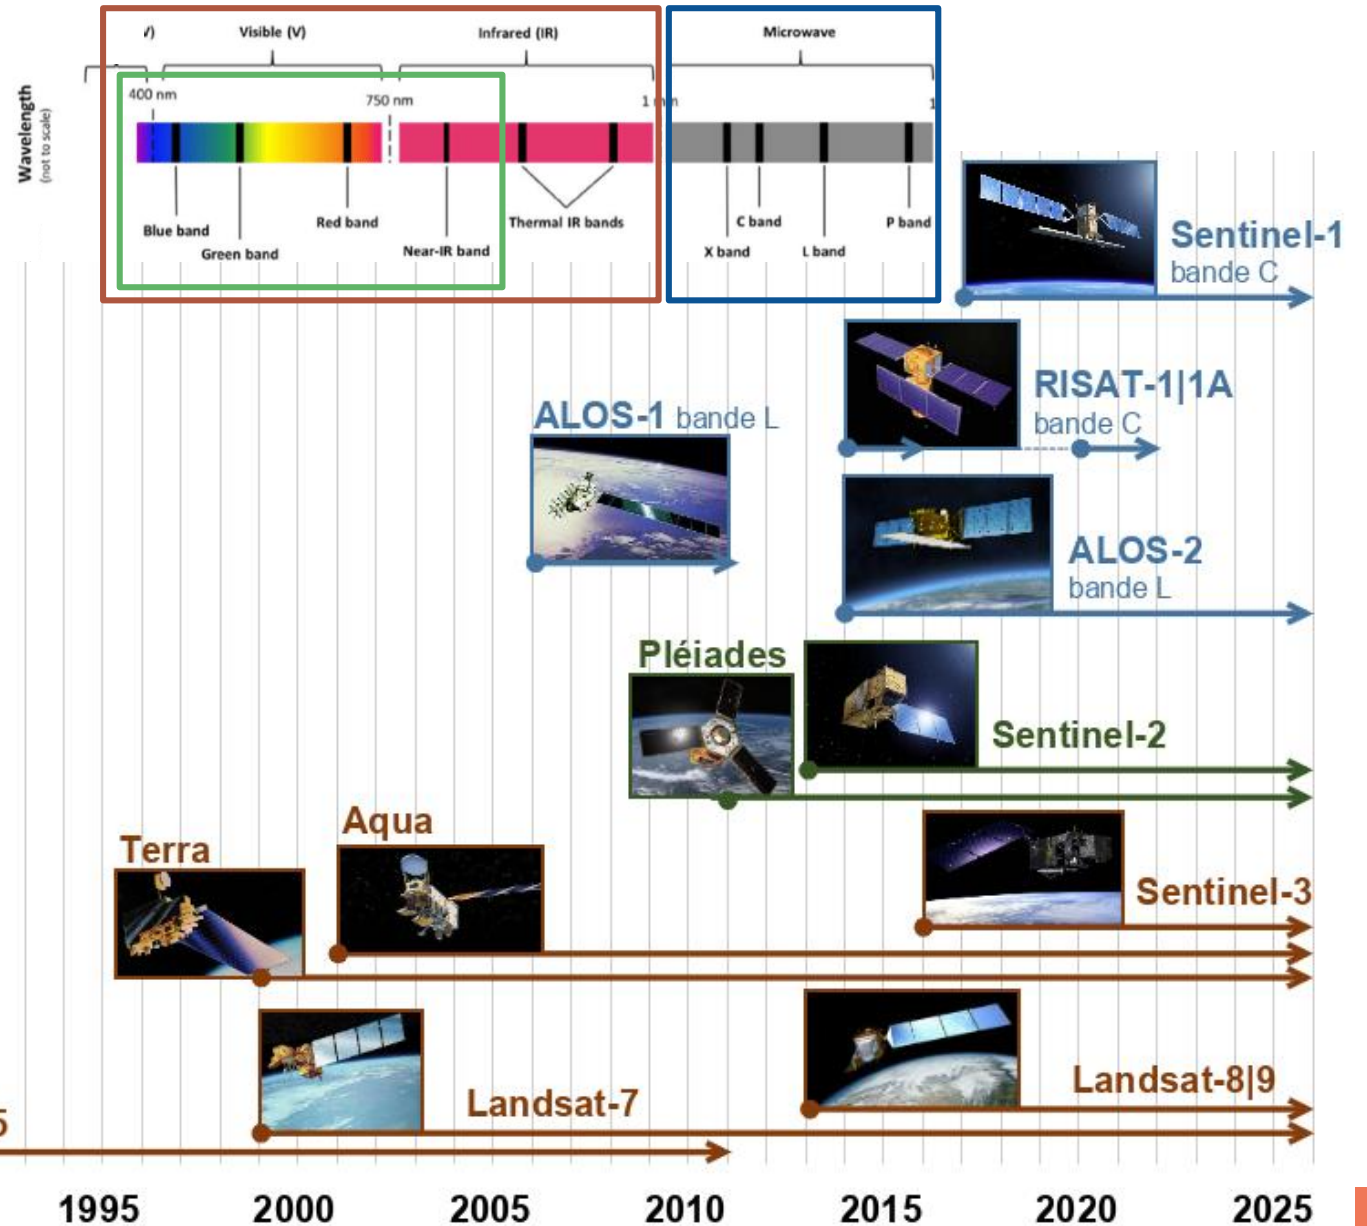 V)
Visible (V)
Infrared (IR)
Microwave
Wavelength
(not to scale)
400 nm
750 nm
1
Blue band
Green band
Red band
Near-IR band
Thermal IR bands
X band
C band
L band
P band
Sentinel-1
bande C
RISAT-1|1A
bande C
ALOS-1 bande L
ALOS-2
bande L
Pléiades
Sentinel-2
Aqua
Terra
Sentinel-3
Landsat-7
Landsat-8|9
5
1995 2000 2005 2010 2015 2020 2025